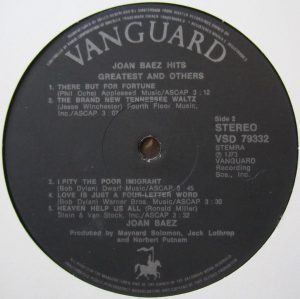 VANGUARD
JOAN BAEZ HITS
GREATEST AND OTHERS
1. THERE BUT FOR FORTUNE
(Phil Ochs) Appleseed Music/ASCAP 3:12
2. THE BRAND NEW TENNESSEE WALTZ
(Jesse Winchester) Fourth Floor Music,
Inc./ASCAP 3:07
Side 2
STEREO
VSD 79332
STEMRA
℗ 1973
VANGUARD
Recording
Soc., Inc.
3. I PITY THE POOR IMIGRANT
(Bob Dylan) Dwarf Music/ASCAP 45
4. LOVE IS JUST A FOUR-LETTER WORD
(Bob Dylan) Warner Bros. Music/ASCAP 3:30
5. HEAVEN HELP US ALL (Ronald Miller)
Stein & Van Stock, Inc./ASCAP 3:30
JOAN BAEZ
Produced by Maynard Solomon, Jack Lothrop
and Norbert Putnam